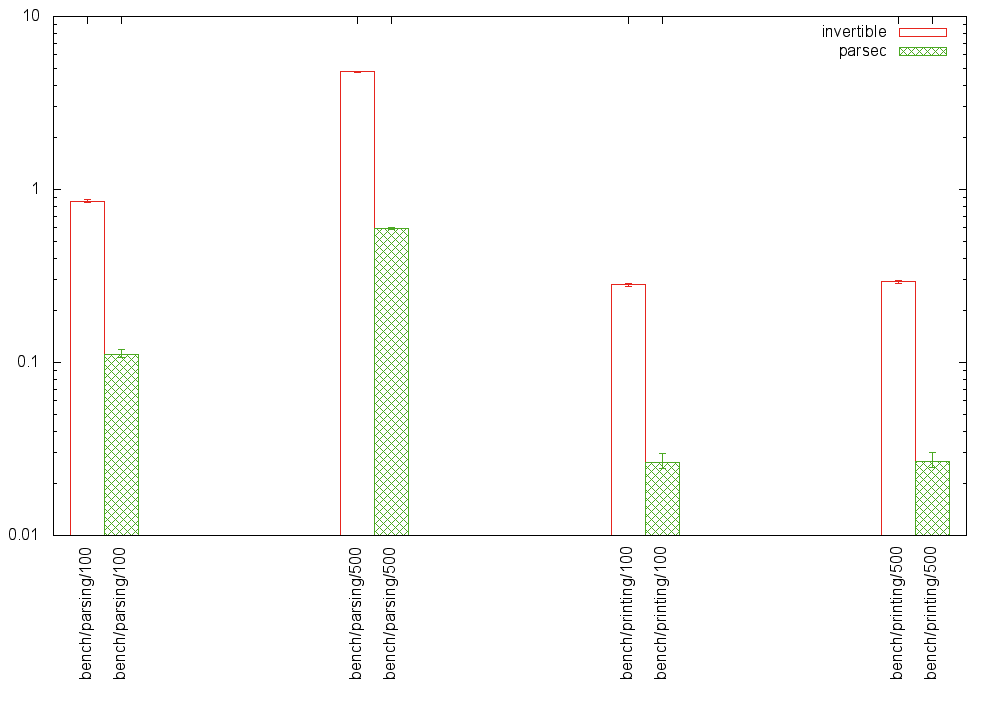 10
invertible
parsec
1
0.1
0.01
bench/parsing/100
bench/parsing/100
bench/parsing/500
bench/parsing/500
bench/printing/100
bench/printing/100
bench/printing/500
bench/printing/500